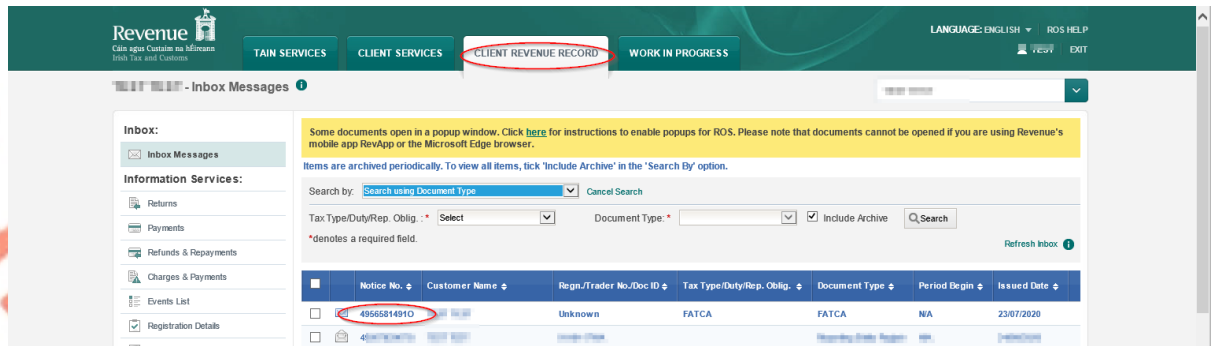 Revenue
Cáin agus Custaim na hÉireann
Irish Tax and Customs
TAIN SERVICES
CLIENT SERVICES
CLIENT REVENUE RECORD
WORK IN PROGRESS
LANGUAGE: ENGLISH
ROS HELP
EXIT
- Inbox Messages
Inbox:
Inbox Messages
Information Services:
Returns
Payments
Refunds & Repayments
Charges & Payments
Events List
Registration Details
Some documents open in a popup window. Click here for instructions to enable popups for ROS. Please note that documents cannot be opened if you are using Revenue's
mobile app RevApp or the Microsoft Edge browser.
Items are archived periodically. To view all items, tick 'Include Archive' in the 'Search By' option.
Search by: Search using Document Type Cancel Search
Tax Type/Duty/Rep. Oblig. : * Select Document Type: * Include Archive Search
*denotes a required field.
Refresh Inbox
Notice No. Customer Name Regn./Trader No./Doc ID Tax Type/Duty/Rep. Oblig. Document Type Period Begin Issued Date
4956581491O Unknown FATCA FATCA N/A 23/07/2020